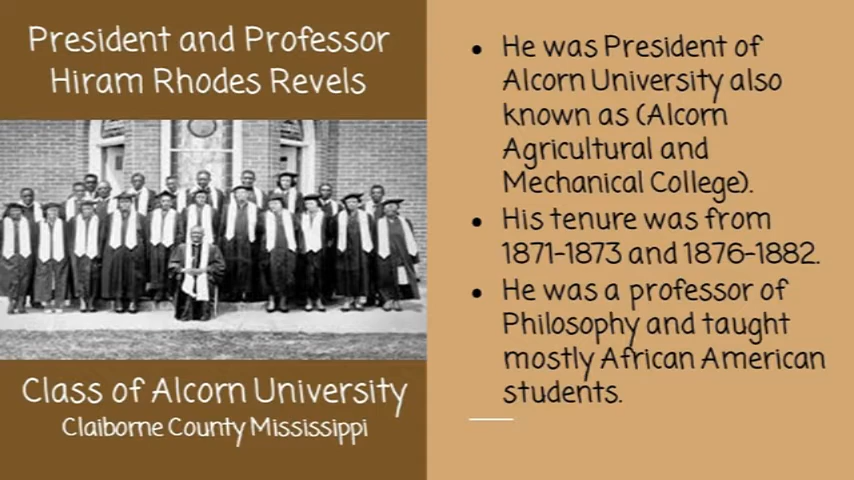 President and Professor
Hiram Rhodes Revels
Class of Alcorn University
Claiborne County Mississippi
• He was President of
Alcorn University also
known as (Alcorn
Agricultural and
Mechanical College).
• His tenure was from
1871-1873 and 1876-1882.
• He was a professor of
Philosophy and taught
mostly African American
students.